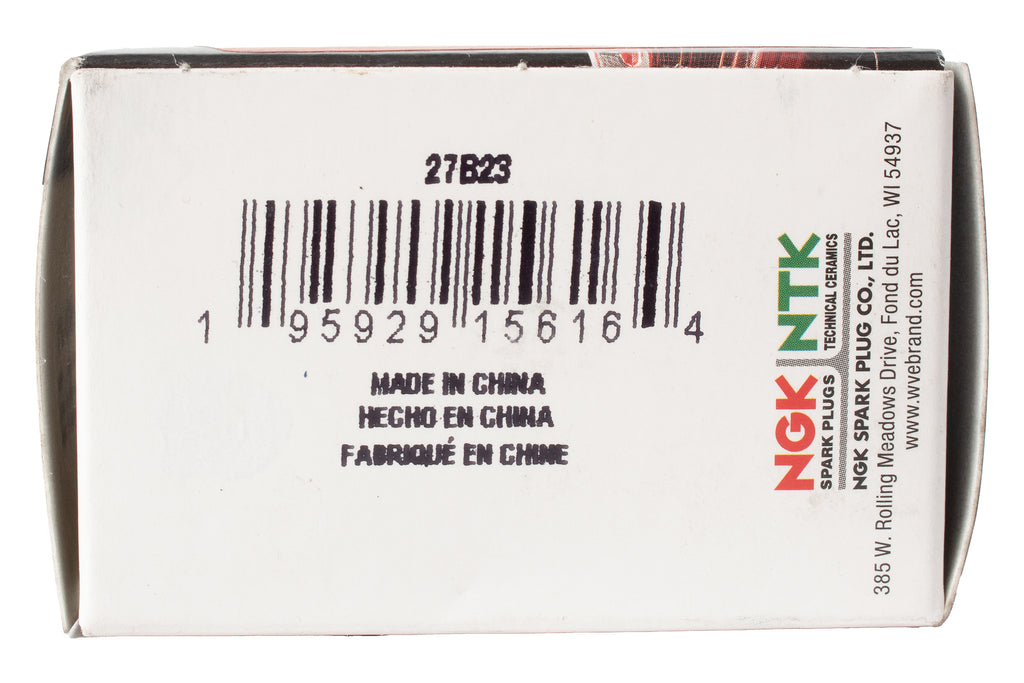 27B23
1 95929 15616 4
MADE IN CHINA
HECHO EN CHINA
FABRIQUÉ EN CHINE
NGK NTK
SPARK PLUGS TECHNICAL CERAMICS
NGK SPARK PLUG CO., LTD.
385 W. Rolling Meadows Drive, Fond du Lac, WI 54937
www.wvebrand.com